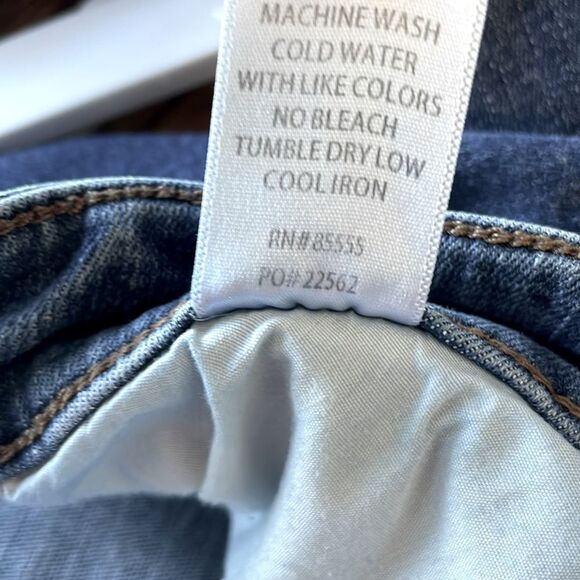 MACHINE WASH
COLD WATER
WITH LIKE COLORS
NO BLEACH
TUMBLE DRY LOW
COOL IRON
RN# 85555
PO# 22562